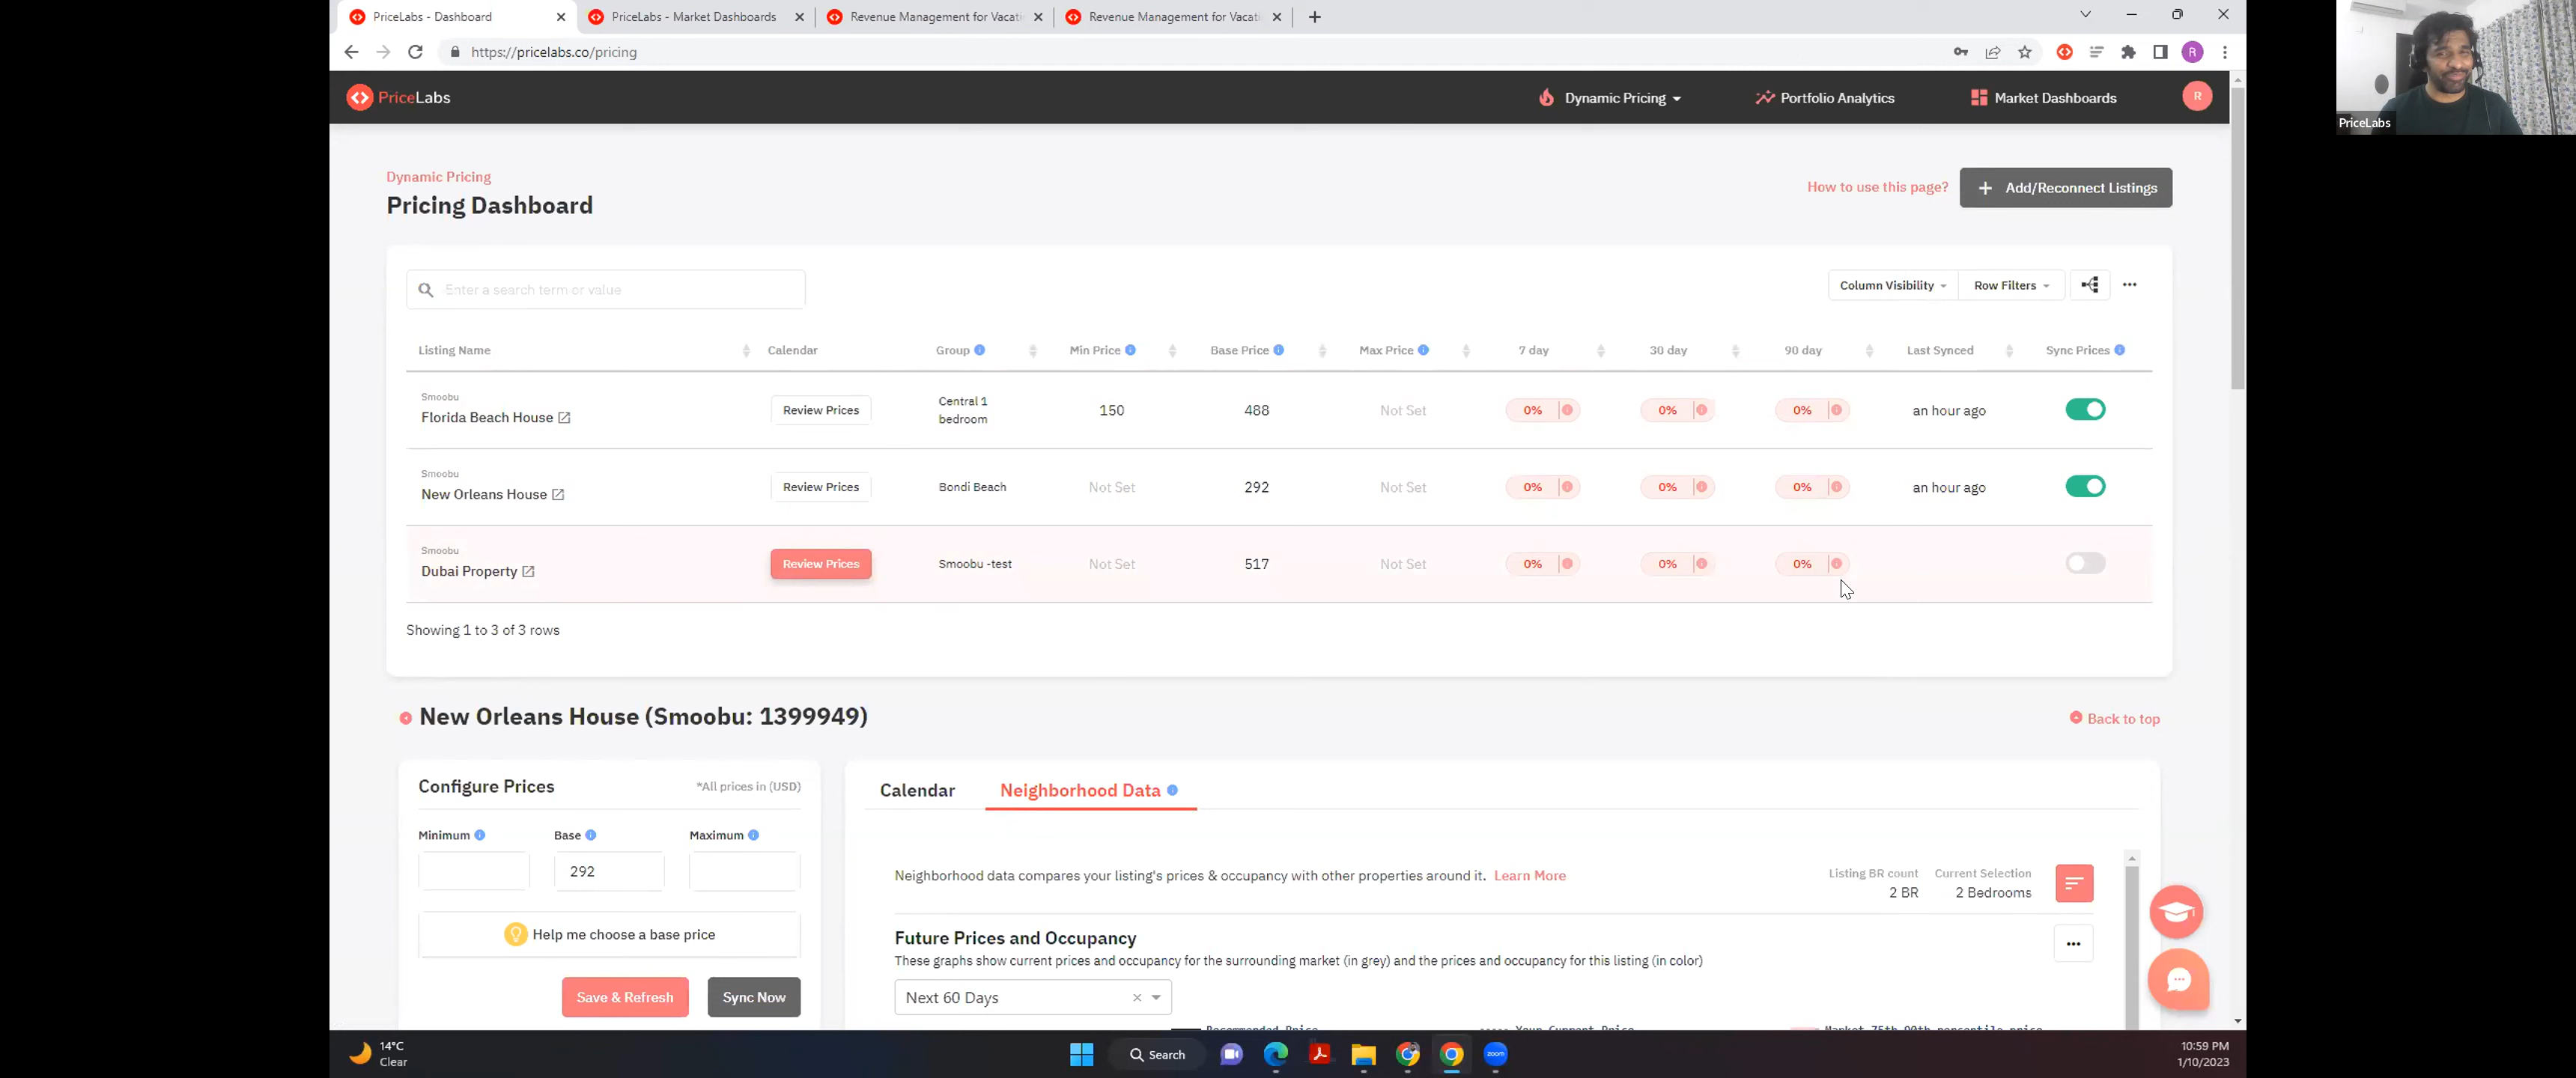 PriceLabs - Dashboard
PriceLabs - Market Dashboards
Revenue Management for Vacati
Revenue Management for Vacati
https://pricelabs.co/pricing
R
PriceLabs
PriceLabs
Dynamic Pricing
Portfolio Analytics
Market Dashboards
R
Dynamic Pricing
Pricing Dashboard
How to use this page?
+ Add/Reconnect Listings
Enter a search term or value
Column Visibility
Row Filters
Listing Name
Calendar
Group
Min Price
Base Price
Max Price
7 day
30 day
90 day
Last Synced
Sync Prices
Smoobu
Florida Beach House
Review Prices
Central 1
bedroom
150
488
Not Set
0%
0%
0%
an hour ago
Smoobu
New Orleans House
Review Prices
Bondi Beach
Not Set
292
Not Set
0%
0%
0%
an hour ago
Smoobu
Dubai Property
Review Prices
Smoobu -test
Not Set
517
Not Set
0%
0%
0%
Showing 1 to 3 of 3 rows
New Orleans House (Smoobu: 1399949)
Back to top
Configure Prices
*All prices in (USD)
Minimum
Base
Maximum
292
Help me choose a base price
Save & Refresh
Sync Now
Calendar
Neighborhood Data
Neighborhood data compares your listing's prices & occupancy with other properties around it. Learn More
Listing BR count
2 BR
Current Selection
2 Bedrooms
Future Prices and Occupancy
These graphs show current prices and occupancy for the surrounding market (in grey) and the prices and occupancy for this listing (in color)
Next 60 Days
Recommended Price
Your Current Price
Market 75th-90th percentile price
14°C
Clear
Search
zoom
10:59 PM
1/10/2023